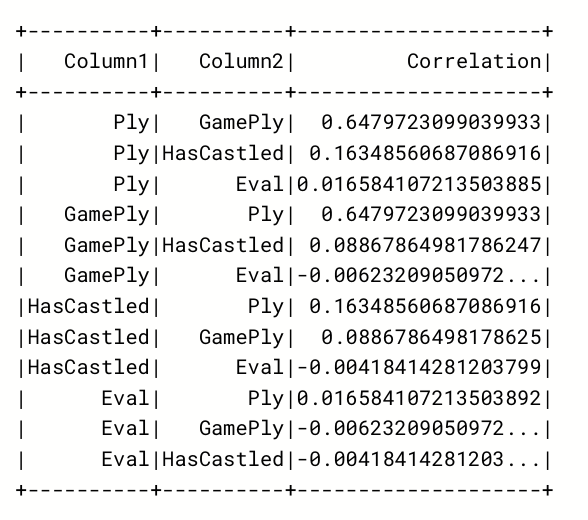 +----------+----------+--------------------+
|   Column1|   Column2|         Correlation|
+----------+----------+--------------------+
|       Ply|   GamePly|  0.6479723099039933|
|       Ply|HasCastled| 0.16348560687086916|
|       Ply|      Eval|0.016584107213503885|
|   GamePly|       Ply|  0.6479723099039933|
|   GamePly|HasCastled| 0.08867864981786247|
|   GamePly|      Eval|-0.00623209050972...|
|HasCastled|       Ply| 0.16348560687086916|
|HasCastled|   GamePly|  0.0886786498178625|
|HasCastled|      Eval|-0.00418414281203799|
|      Eval|       Ply|0.016584107213503892|
|      Eval|   GamePly|-0.00623209050972...|
|      Eval|HasCastled|-0.00418414281203...|
+----------+----------+--------------------+